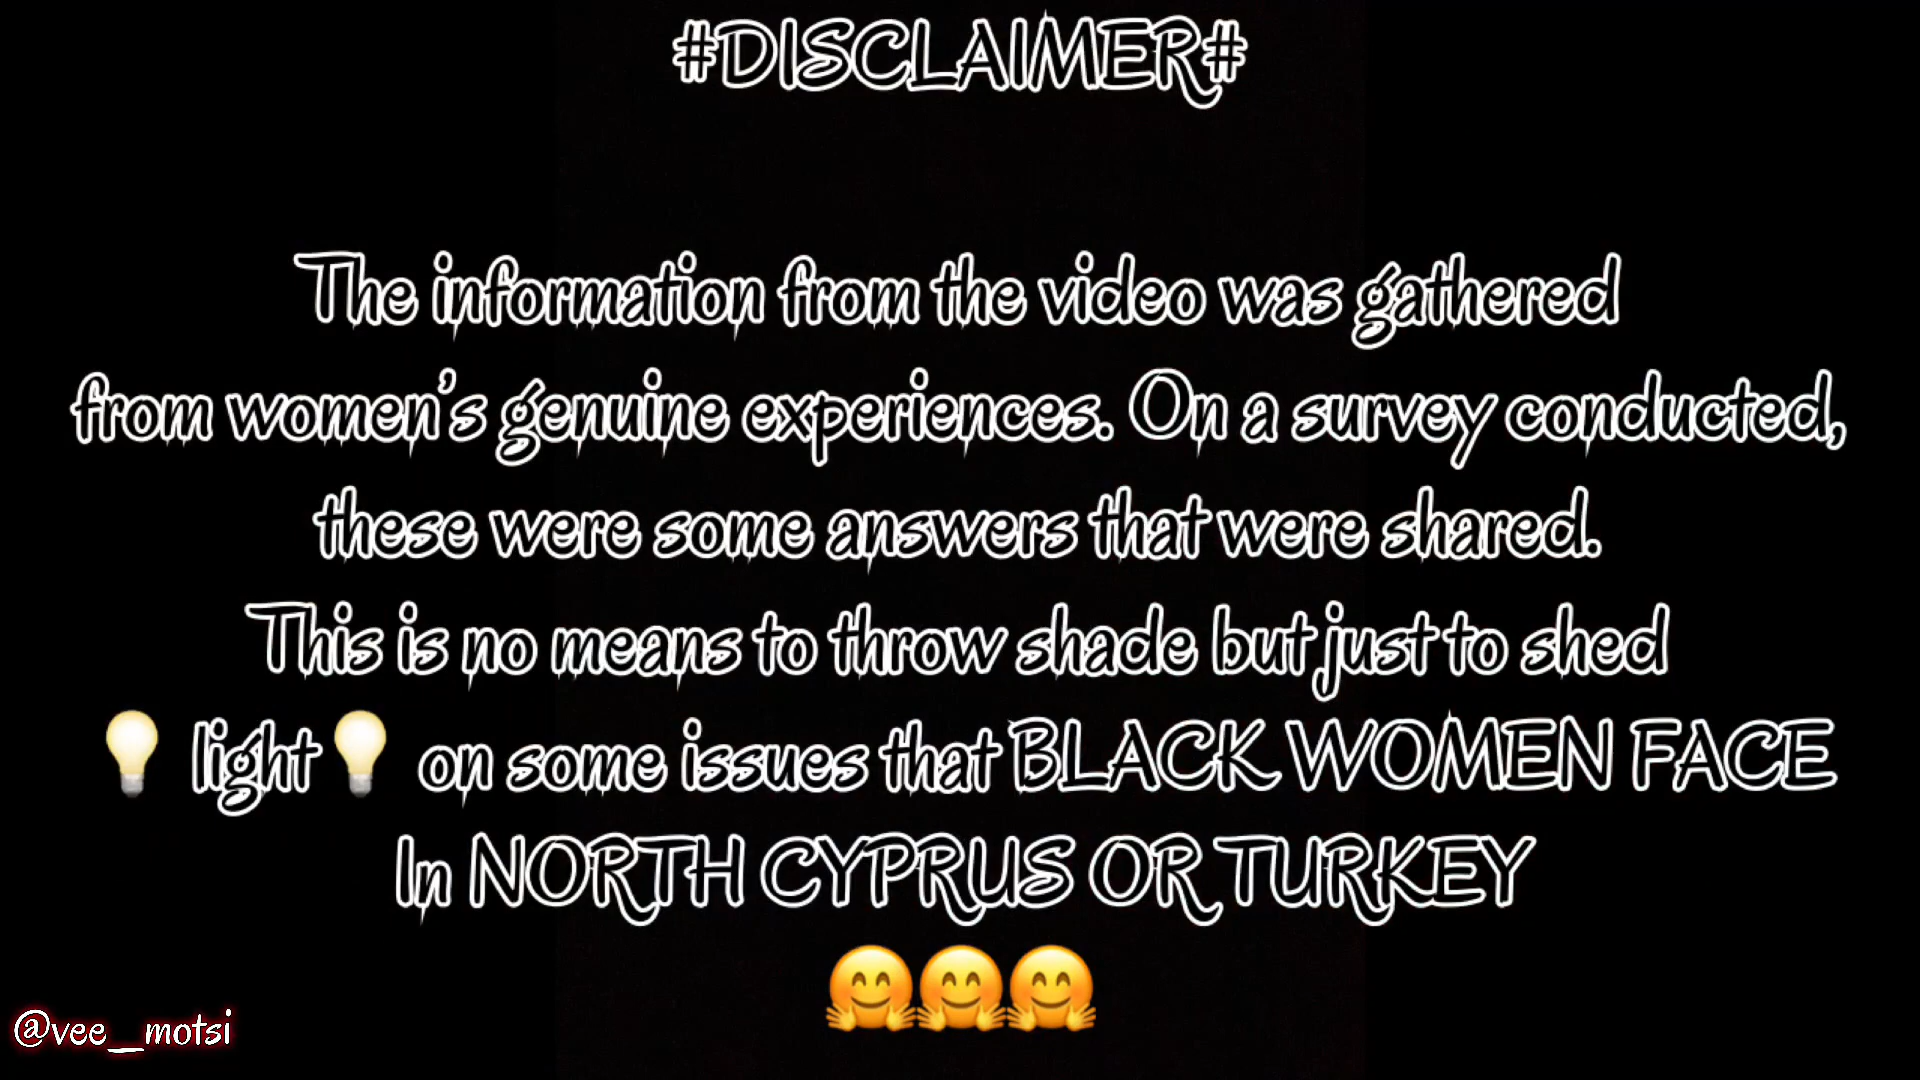 #DISCLAIMER#
The information from the video was gathered
from women’s genuine experiences. On a survey conducted,
these were some answers that were shared.
This is no means to throw shade but just to shed
💡 light💡 on some issues that BLACK WOMEN FACE
In NORTH CYPRUS OR TURKEY
🤗🤗🤗
@vee__motsi